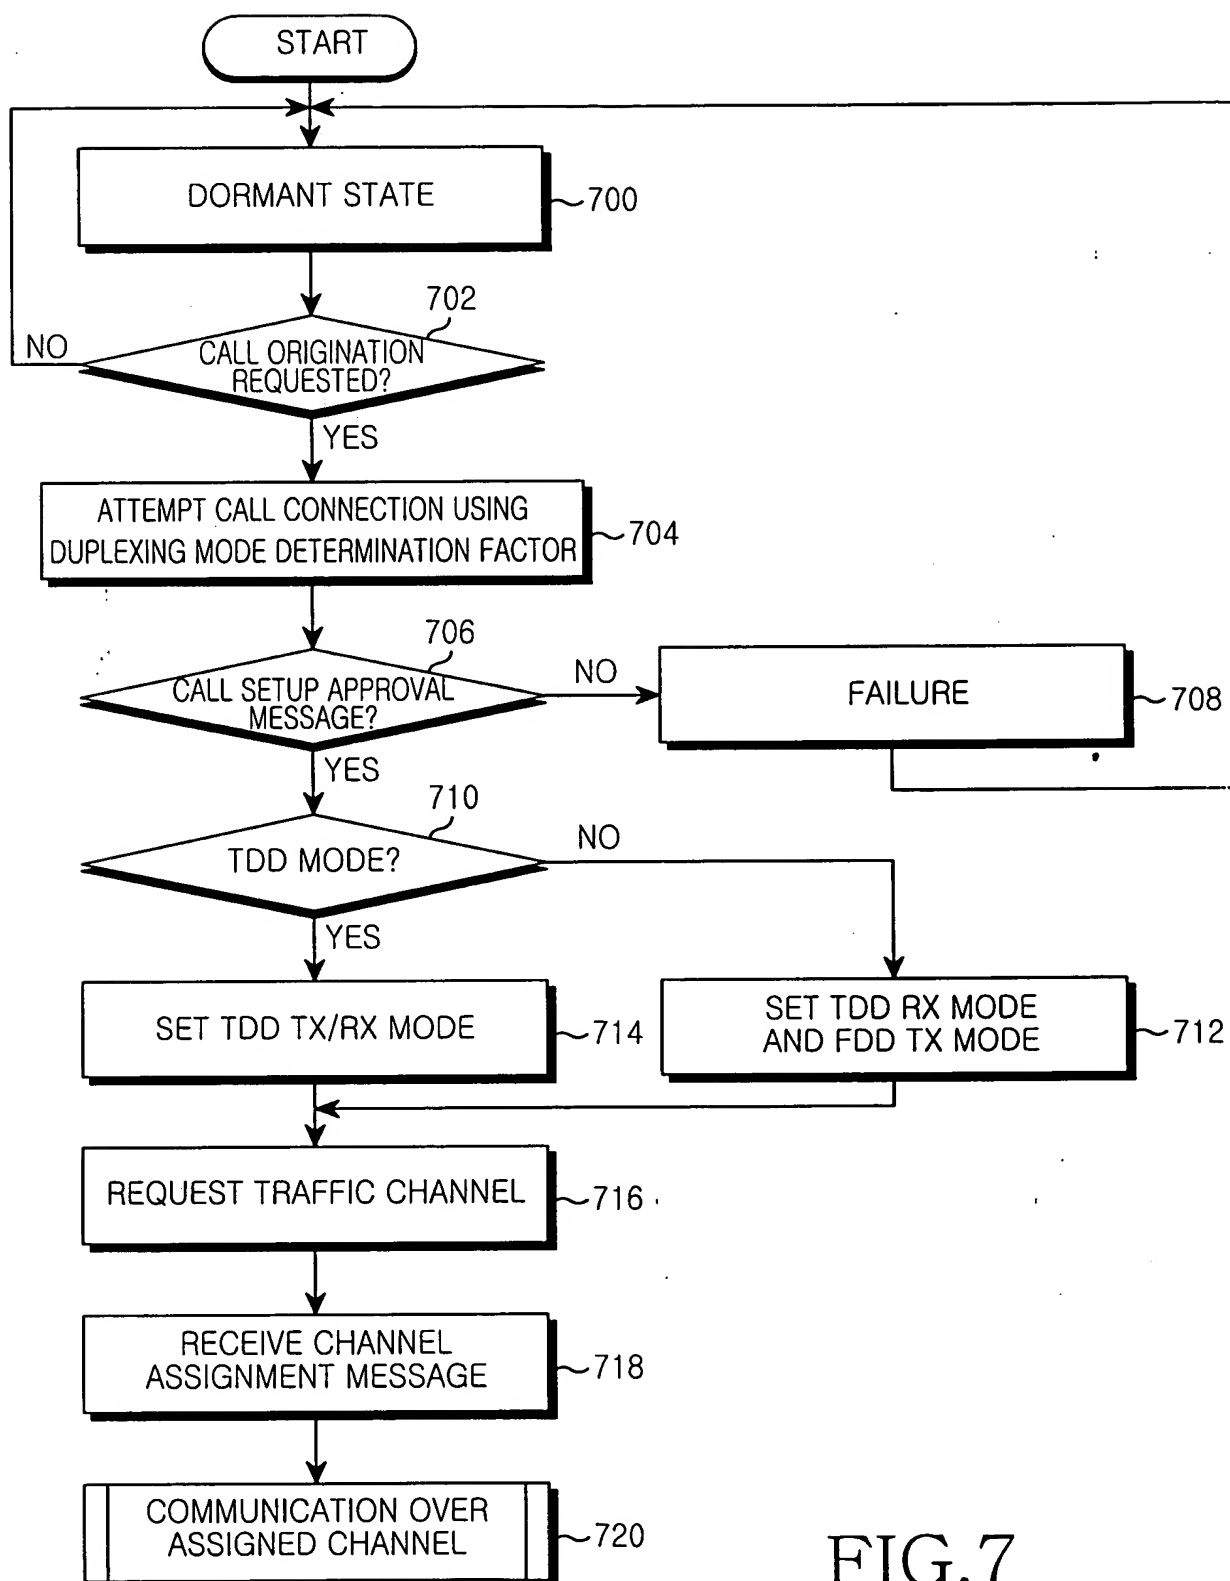 START
DORMANT STATE
700
702
NO
CALL ORIGINATION
REQUESTED?
YES
ATTEMPT CALL CONNECTION USING
DUPLEXING MODE DETERMINATION FACTOR
704
706
CALL SETUP APPROVAL
MESSAGE?
NO
FAILURE
708
YES
710
TDD MODE?
NO
YES
SET TDD TX/RX MODE
714
SET TDD RX MODE
AND FDD TX MODE
712
REQUEST TRAFFIC CHANNEL
716
RECEIVE CHANNEL
ASSIGNMENT MESSAGE
718
COMMUNICATION OVER
ASSIGNED CHANNEL
720
FIG.7